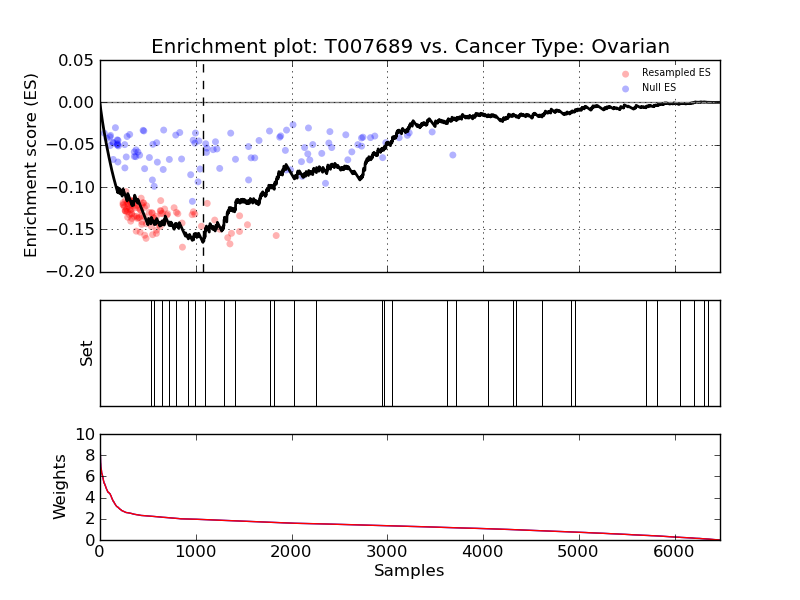 Enrichment plot: T007689 vs. Cancer Type: Ovarian
Enrichment score (ES)
0.05
0.00
−0.05
−0.10
−0.15
−0.20
Resampled ES
Null ES
Set
Weights
10
8
6
4
2
0
0 1000 2000 3000 4000 5000 6000
Samples